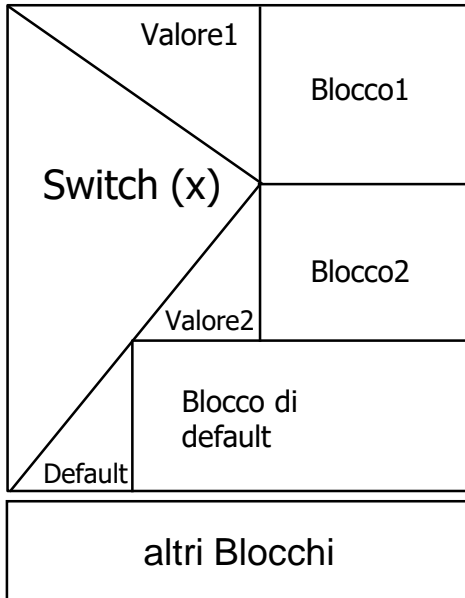 Valore1
Blocco1
Switch (x)
Blocco2
Valore2
Blocco di
default
Default
altri Blocchi